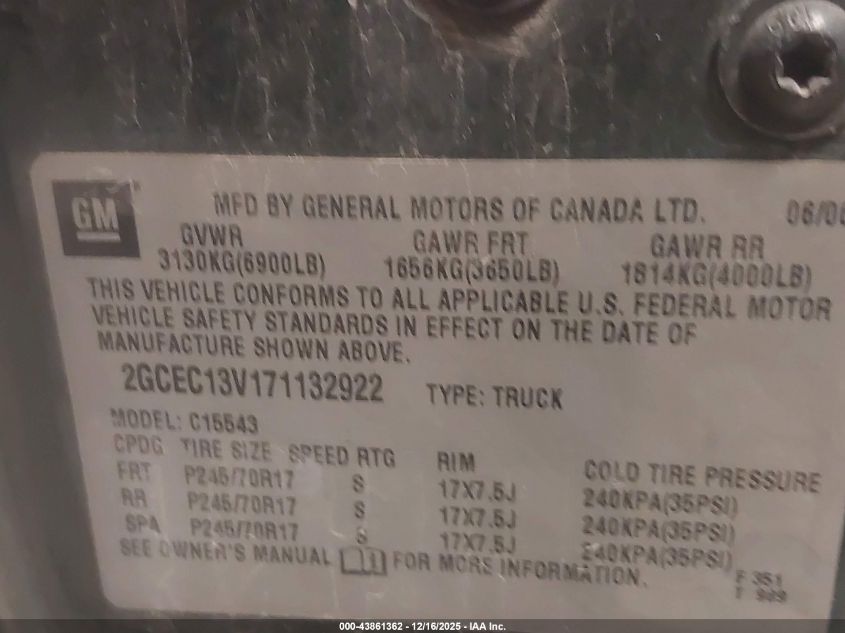 GM
MFD BY GENERAL MOTORS OF CANADA LTD. 06/06
GVWR GAWR FRT GAWR RR
3130KG(6900LB) 1656KG(3650LB) 1814KG(4000LB)
THIS VEHICLE CONFORMS TO ALL APPLICABLE U.S. FEDERAL MOTOR
VEHICLE SAFETY STANDARDS IN EFFECT ON THE DATE OF
MANUFACTURE SHOWN ABOVE.
2GCEC13V171132922 TYPE: TRUCK
MODEL: C15543
CPDG TIRE SIZE SPEED RTG RIM COLD TIRE PRESSURE
FRT P245/70R17 S 17X7.5J 240KPA(35PSI)
RR P245/70R17 S 17X7.5J 240KPA(35PSI)
SPA P245/70R17 S 17X7.5J 240KPA(35PSI)
SEE OWNER'S MANUAL FOR MORE INFORMATION.
F 351
T 989
000-43861362 - 12/16/2025 - IAA Inc.